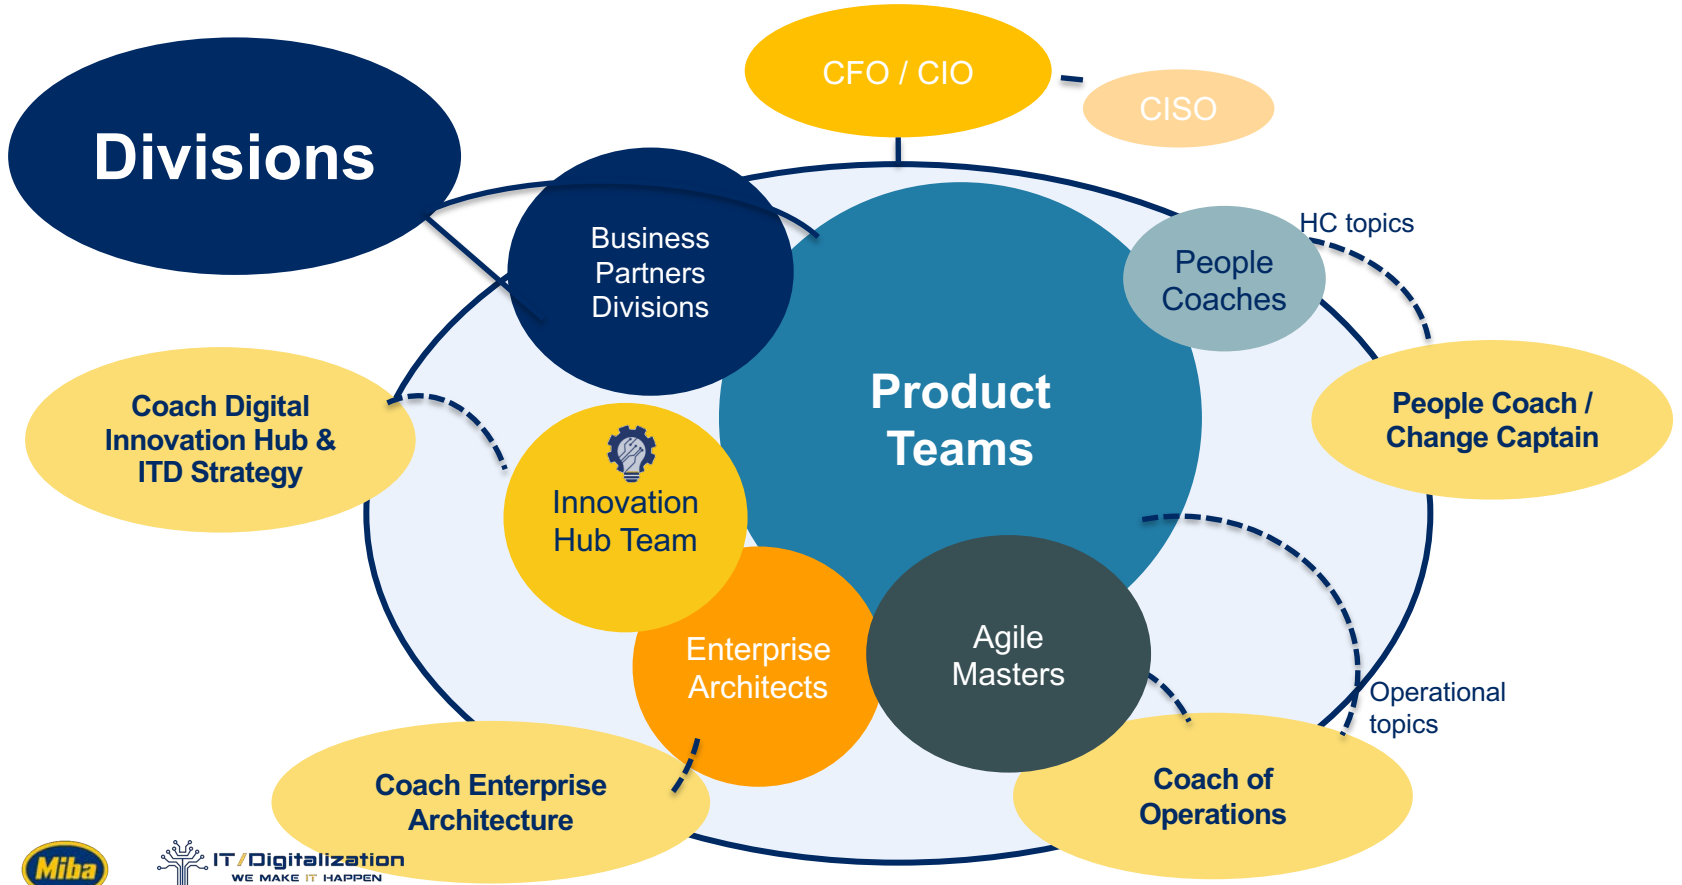 CFO / CIO
CISO
Divisions
Business
Partners
Divisions
HC topics
People
Coaches
Product
Teams
Coach Digital
Innovation Hub &
ITD Strategy
People Coach /
Change Captain
Innovation
Hub Team
Enterprise
Architects
Agile
Masters
Operational
topics
Coach Enterprise
Architecture
Coach of
Operations
Miba
IT/Digitalization
WE MAKE IT HAPPEN